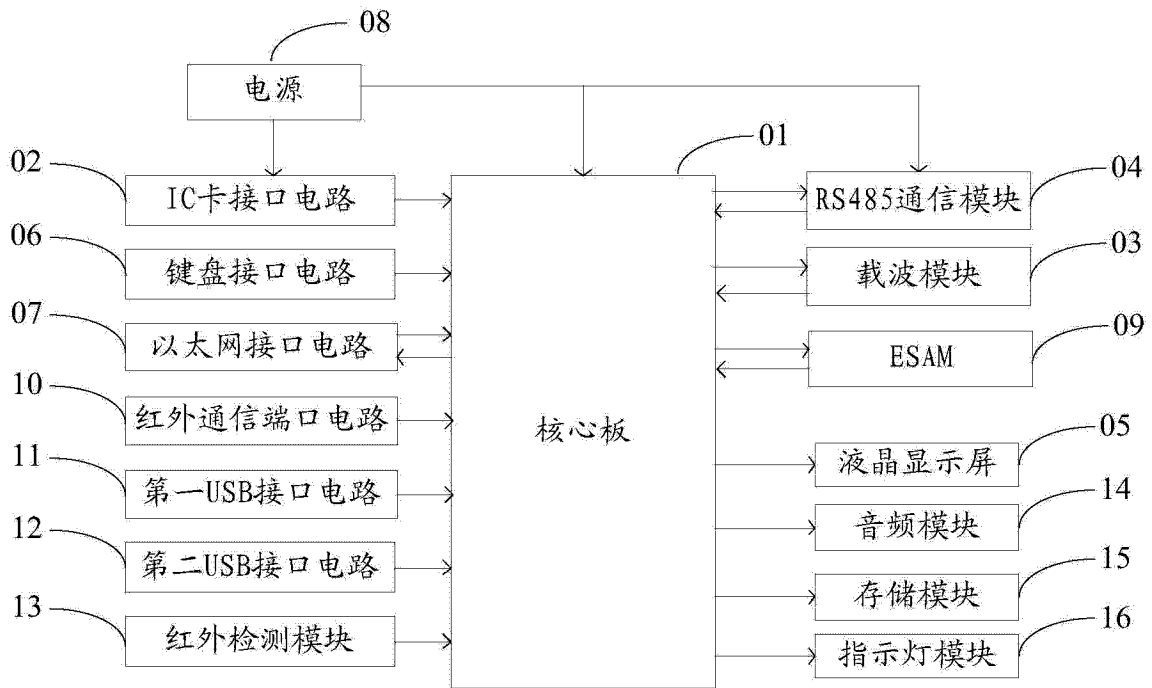 08
电源
01
02
IC卡接口电路
04
RS485通信模块
06
键盘接口电路
03
载波模块
07
以太网接口电路
09
ESAM
10
红外通信端口电路
核心板
05
液晶显示屏
11
第一USB接口电路
14
音频模块
12
第二USB接口电路
15
存储模块
13
红外检测模块
16
指示灯模块